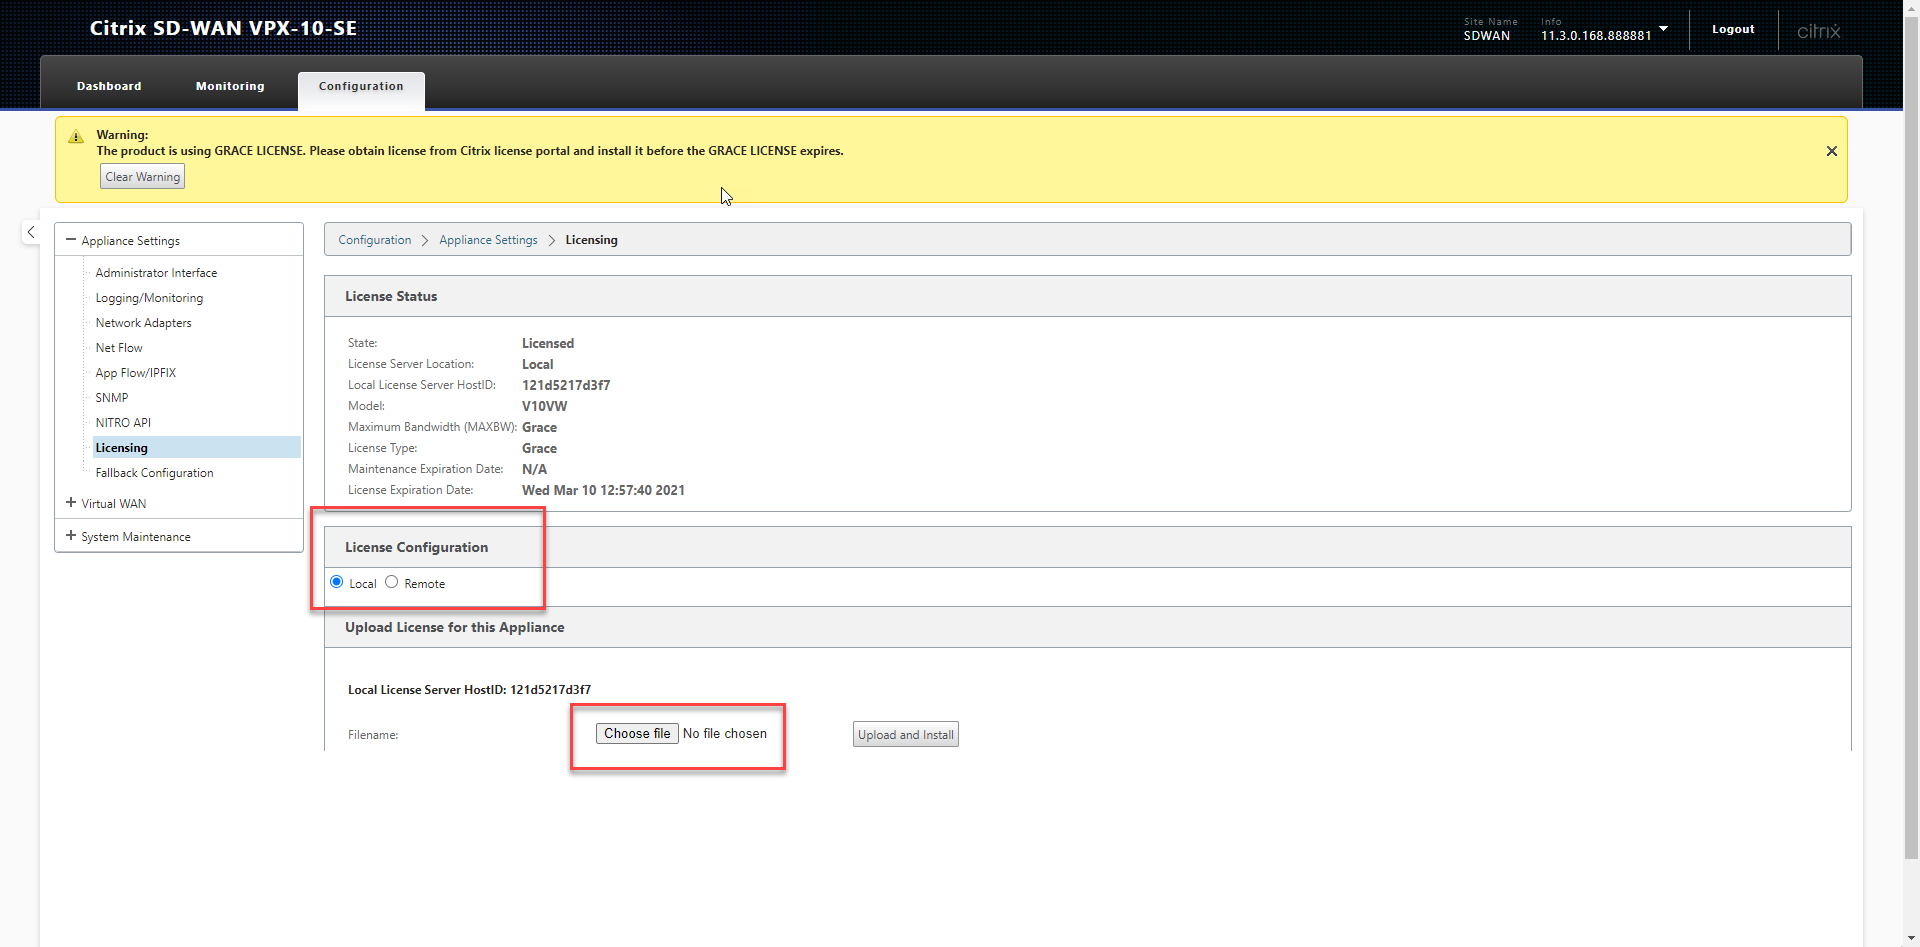 Citrix SD-WAN VPX-10-SE
Site Name
SDWAN
Info
11.3.0.168.888881
Logout
citrix
Dashboard
Monitoring
Configuration
Warning:
The product is using GRACE LICENSE. Please obtain license from Citrix license portal and install it before the GRACE LICENSE expires.
Clear Warning
Appliance Settings
Administrator Interface
Logging/Monitoring
Network Adapters
Net Flow
App Flow/IPFIX
SNMP
NITRO API
Licensing
Fallback Configuration
Virtual WAN
System Maintenance
Configuration > Appliance Settings > Licensing
License Status
State: Licensed
License Server Location: Local
Local License Server HostID: 121d5217d3f7
Model: V10VW
Maximum Bandwidth (MAXBW): Grace
License Type: Grace
Maintenance Expiration Date: N/A
License Expiration Date: Wed Mar 10 12:57:40 2021
License Configuration
Local Remote
Upload License for this Appliance
Local License Server HostID: 121d5217d3f7
Filename: Choose file No file chosen Upload and Install